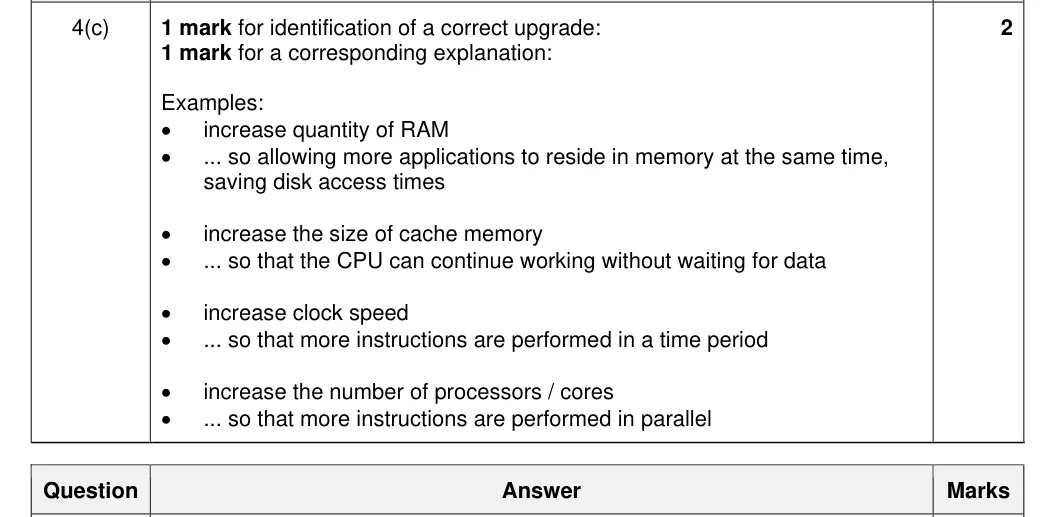 4(c) 1 mark for identification of a correct upgrade: 2
1 mark for a corresponding explanation:
Examples:
• increase quantity of RAM
• ... so allowing more applications to reside in memory at the same time,
saving disk access times
• increase the size of cache memory
• ... so that the CPU can continue working without waiting for data
• increase clock speed
• ... so that more instructions are performed in a time period
• increase the number of processors / cores
• ... so that more instructions are performed in parallel
Question Answer Marks